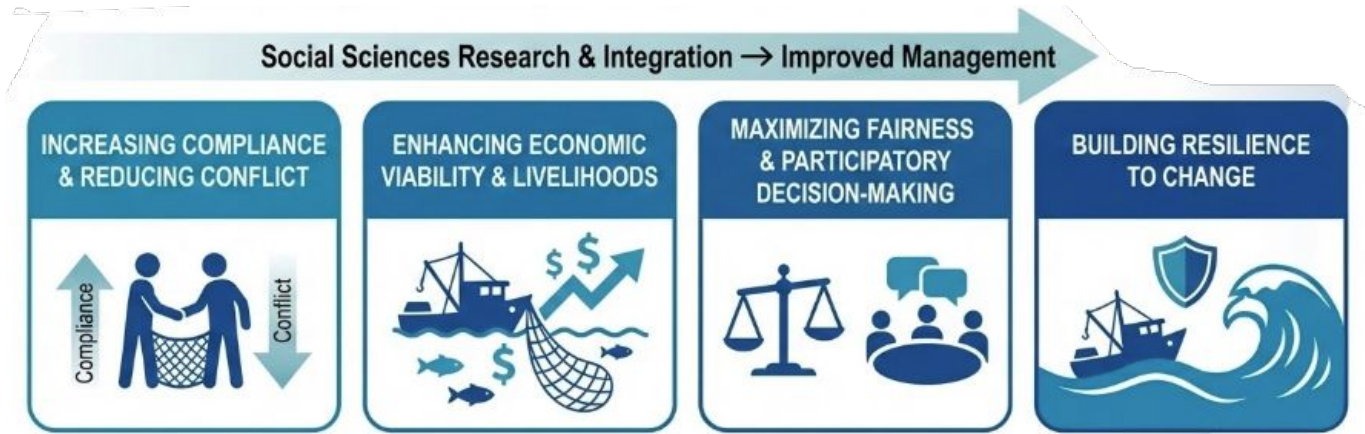 Social Sciences Research & Integration → Improved Management
INCREASING COMPLIANCE
& REDUCING CONFLICT
ENHANCING ECONOMIC
VIABILITY & LIVELIHOODS
MAXIMIZING FAIRNESS
& PARTICIPATORY
DECISION-MAKING
BUILDING RESILIENCE
TO CHANGE
Compliance
Conflict
$ $
$